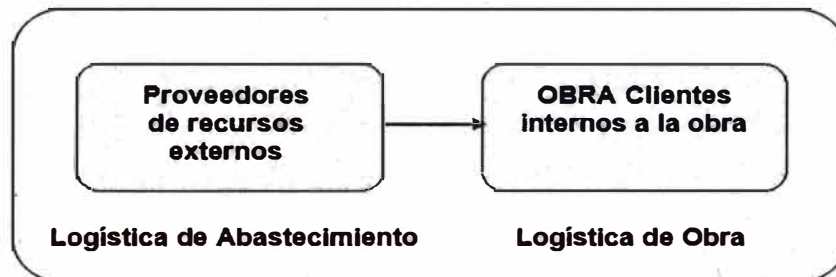 Proveedores
de recursos
externos
OBRA Clientes
internos a la obra
Logística de Abastecimiento
Logística de Obra